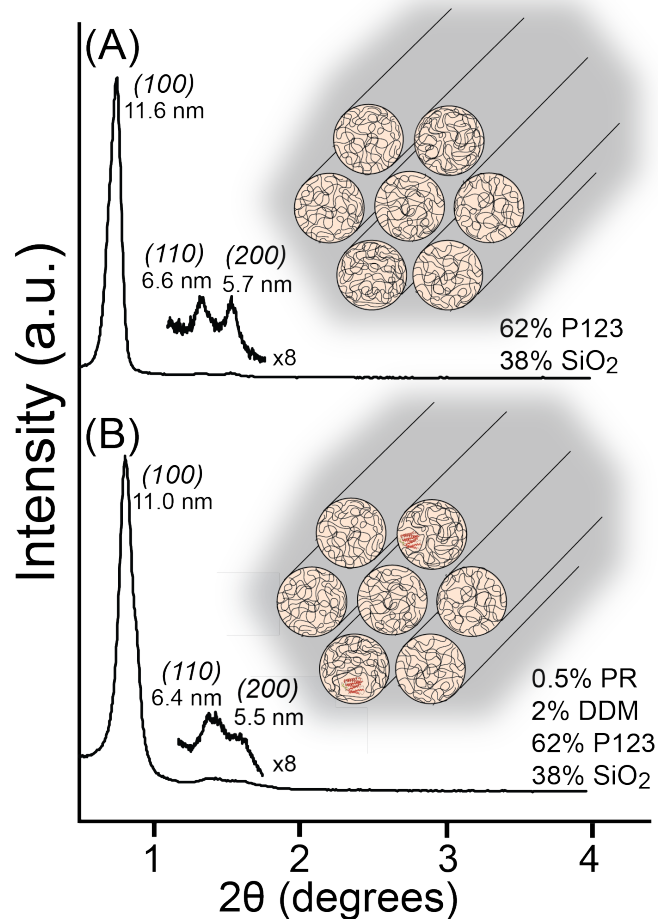 (A)
(100)
11.6 nm
(110)
6.6 nm
(200)
5.7 nm
x8
62% P123
38% SiO₂
(B)
(100)
11.0 nm
(110)
6.4 nm
(200)
5.5 nm
x8
0.5% PR
2% DDM
62% P123
38% SiO₂
Intensity (a.u.)
1 2 3 4
2θ (degrees)